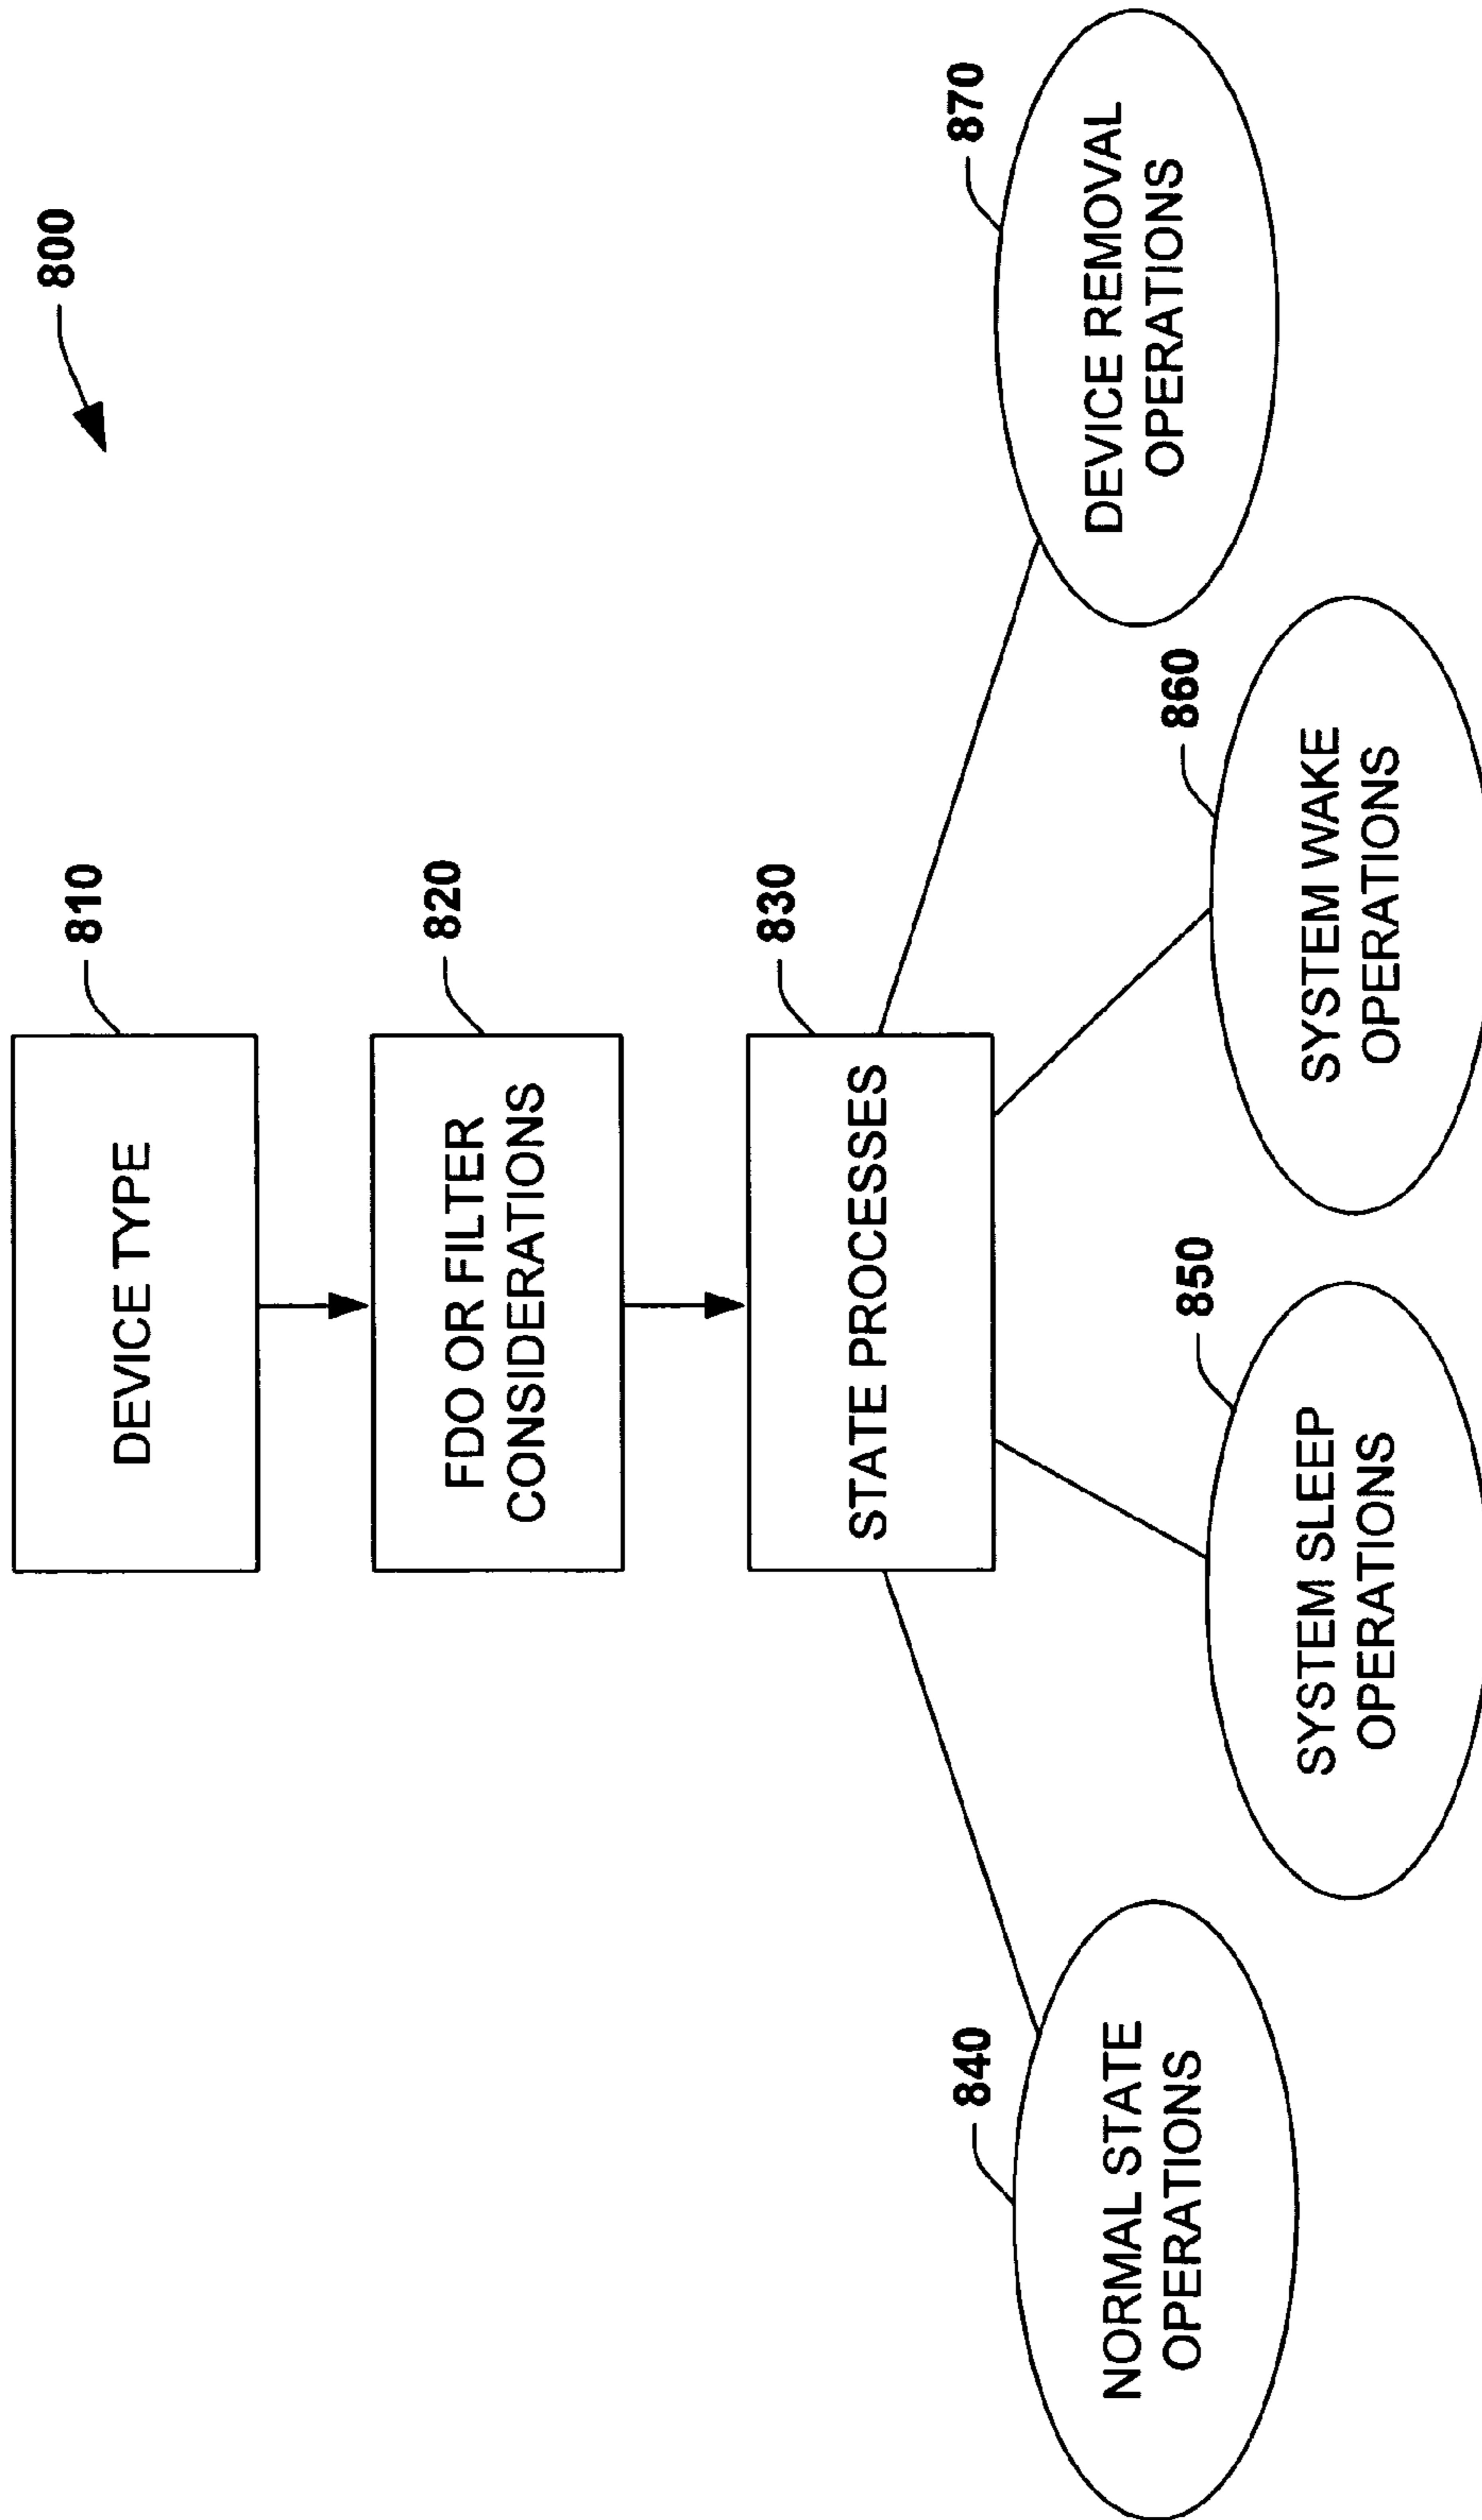 800
810
DEVICE TYPE
820
FDO OR FILTER
CONSIDERATIONS
830
STATE PROCESSES
840
NORMAL STATE
OPERATIONS
850
SYSTEM SLEEP
OPERATIONS
860
SYSTEM WAKE
OPERATIONS
870
DEVICE REMOVAL
OPERATIONS